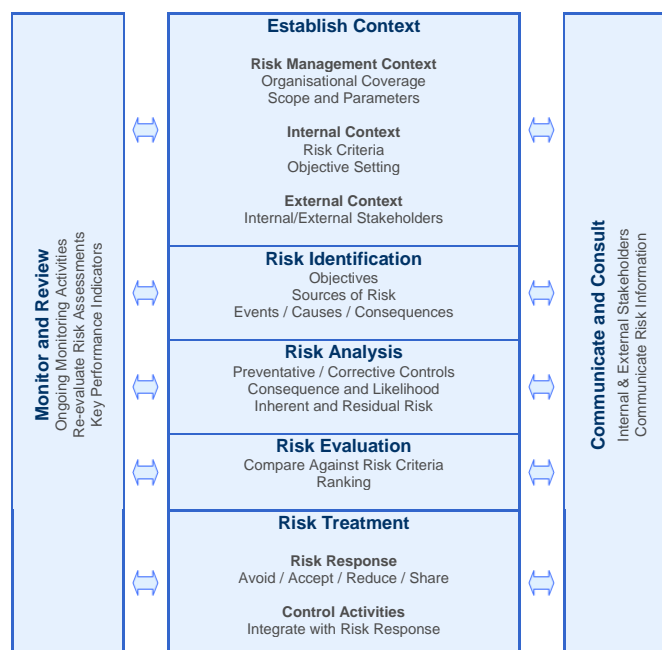 Monitor and Review
Ongoing Monitoring Activities
Re-evaluate Risk Assessments
Key Performance Indicators
Establish Context
Risk Management Context
Organisational Coverage
Scope and Parameters
Internal Context
Risk Criteria
Objective Setting
External Context
Internal/External Stakeholders
Risk Identification
Objectives
Sources of Risk
Events / Causes / Consequences
Risk Analysis
Preventative / Corrective Controls
Consequence and Likelihood
Inherent and Residual Risk
Risk Evaluation
Compare Against Risk Criteria
Ranking
Risk Treatment
Risk Response
Avoid / Accept / Reduce / Share
Control Activities
Integrate with Risk Response
Communicate and Consult
Internal & External Stakeholders
Communicate Risk Information